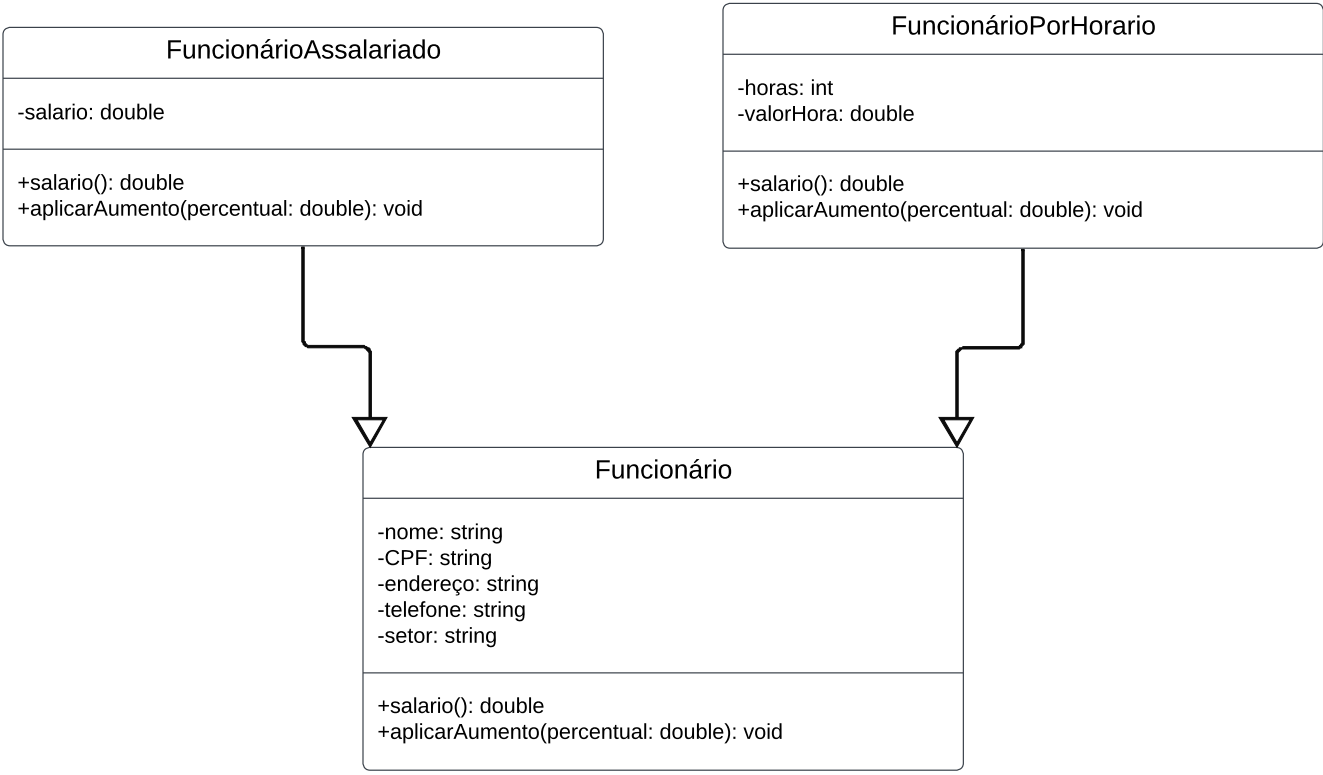 FuncionárioAssalariado
-salario: double
+salario(): double
+aplicarAumento(percentual: double): void
FuncionárioPorHorario
-horas: int
-valorHora: double
+salario(): double
+aplicarAumento(percentual: double): void
Funcionário
-nome: string
-CPF: string
-endereço: string
-telefone: string
-setor: string
+salario(): double
+aplicarAumento(percentual: double): void